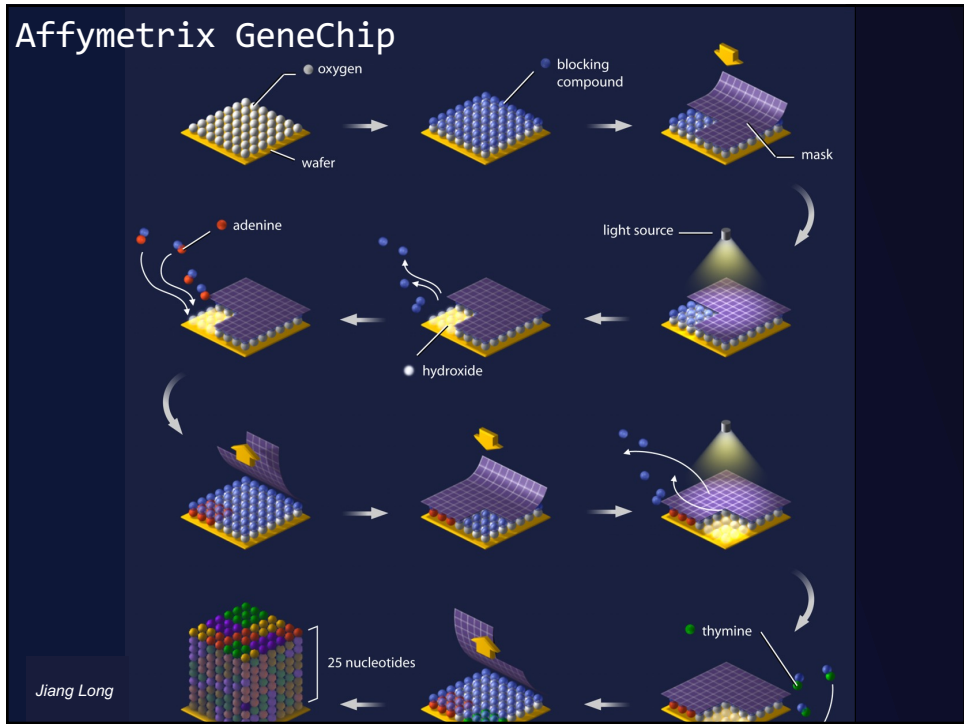 Affymetrix GeneChip
oxygen
blocking
compound
wafer
mask
adenine
light source
hydroxide
thymine
25 nucleotides
Jiang Long